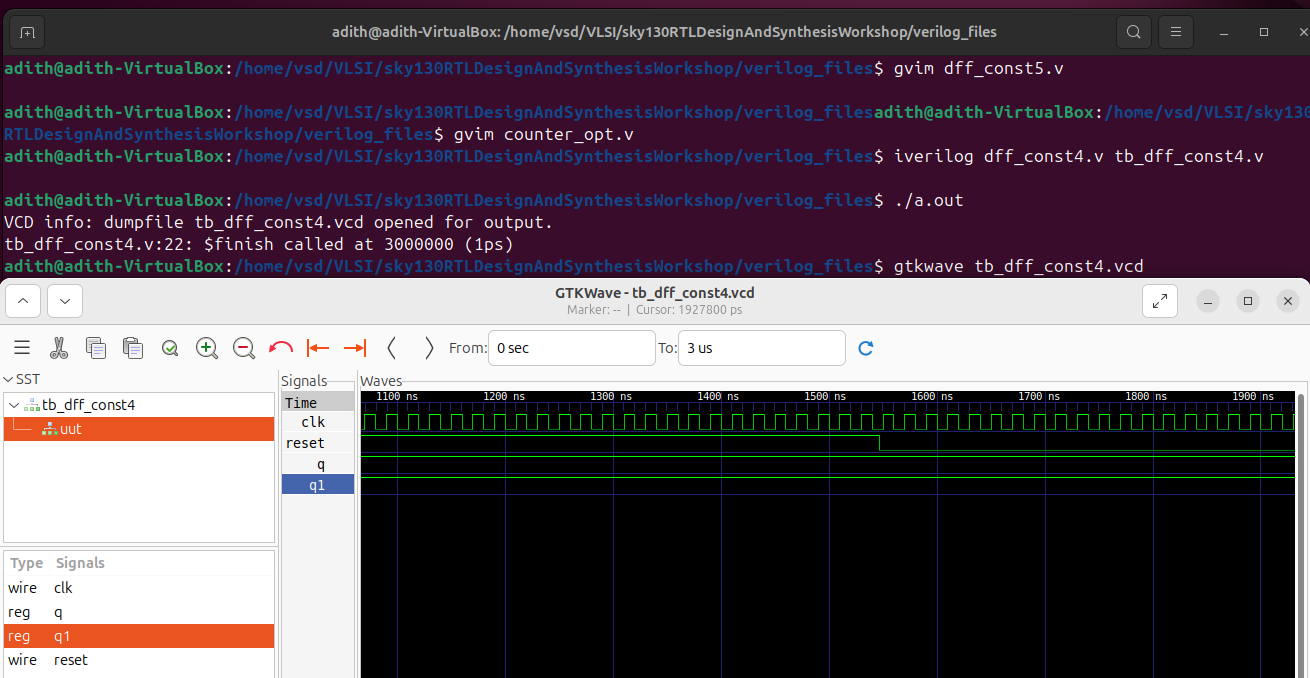 adith@adith-VirtualBox: /home/vsd/VLSI/sky130RTLDesignAndSynthesisWorkshop/verilog_files
adith@adith-VirtualBox:/home/vsd/VLSI/sky130RTLDesignAndSynthesisWorkshop/verilog_files$ gvim dff_const5.v
adith@adith-VirtualBox:/home/vsd/VLSI/sky130RTLDesignAndSynthesisWorkshop/verilog_filesadith@adith-VirtualBox:/home/vsd/VLSI/sky130
RTLDesignAndSynthesisWorkshop/verilog_files$ gvim counter_opt.v
adith@adith-VirtualBox:/home/vsd/VLSI/sky130RTLDesignAndSynthesisWorkshop/verilog_files$ iverilog dff_const4.v tb_dff_const4.v
adith@adith-VirtualBox:/home/vsd/VLSI/sky130RTLDesignAndSynthesisWorkshop/verilog_files$ ./a.out
VCD info: dumpfile tb_dff_const4.vcd opened for output.
tb_dff_const4.v:22: $finish called at 3000000 (1ps)
adith@adith-VirtualBox:/home/vsd/VLSI/sky130RTLDesignAndSynthesisWorkshop/verilog_files$ gtkwave tb_dff_const4.vcd
GTKWave - tb_dff_const4.vcd
Marker: -- | Cursor: 1927800 ps
From: 0 sec To: 3 us
SST
tb_dff_const4
uut
Type Signals
wire clk
reg q
reg q1
wire reset
Signals
Time
clk
reset
q
q1
Waves
1100 ns 1200 ns 1300 ns 1400 ns 1500 ns 1600 ns 1700 ns 1800 ns 1900 ns